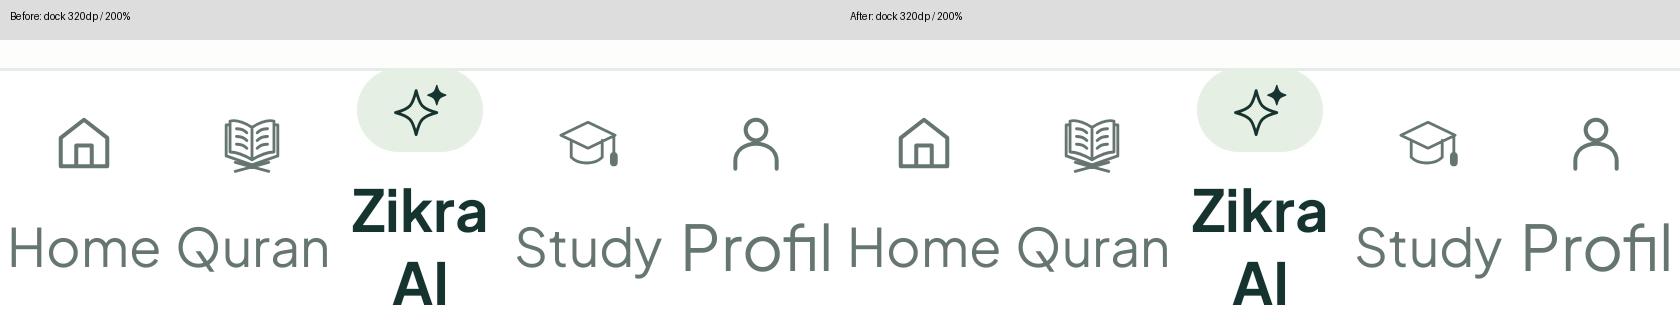 Before: dock 320dp / 200%
After: dock 320dp / 200%
Home Quran Zikra AI Study Profil
Home Quran Zikra AI Study Profil